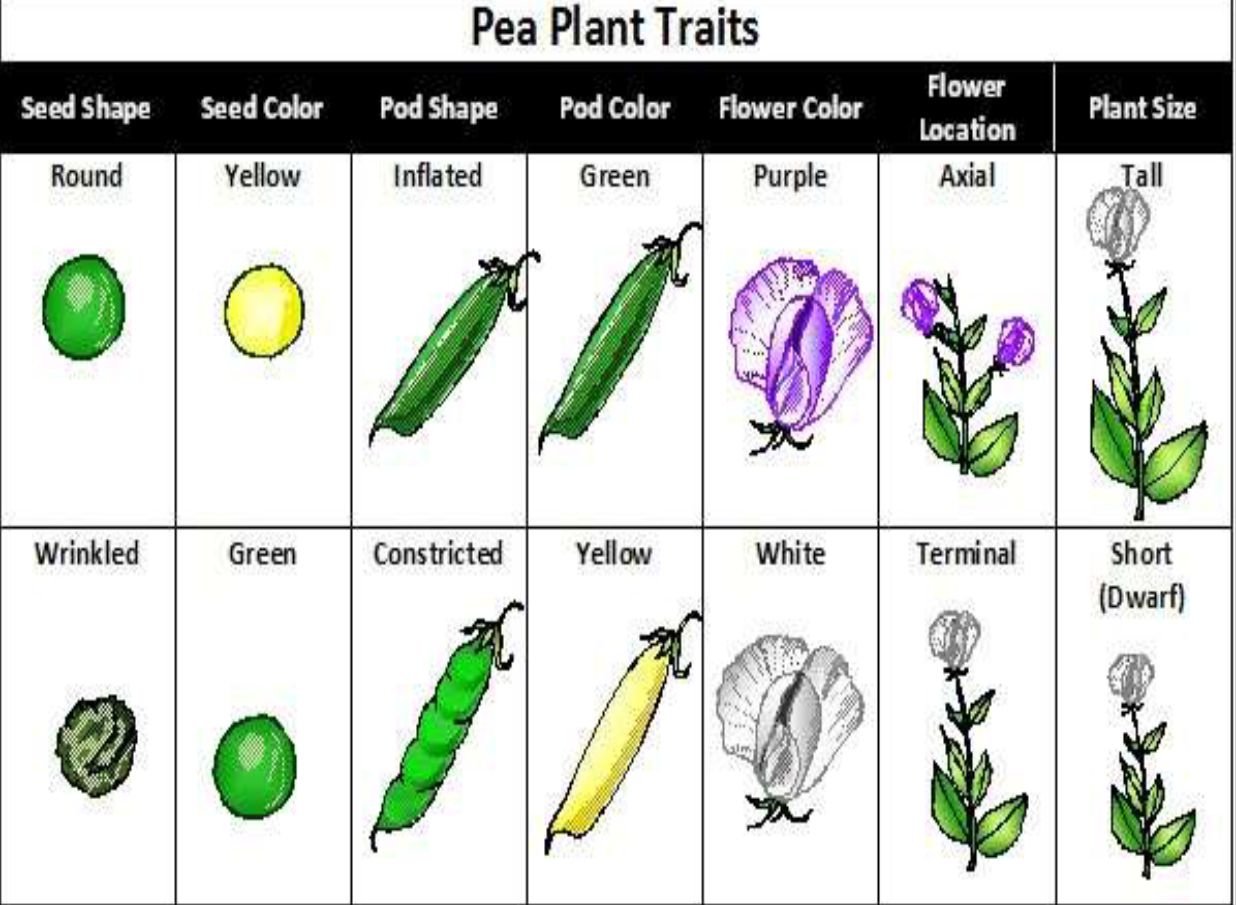 Pea Plant Traits
Seed Shape Seed Color Pod Shape Pod Color Flower Color Flower Location Plant Size
Round Yellow Inflated Green Purple Axial Tall
Wrinkled Green Constricted Yellow White Terminal Short
(Dwarf)